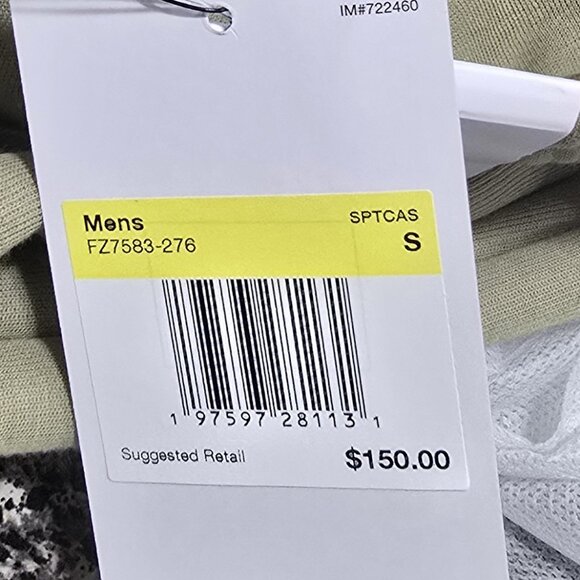 IM#722460
Mens SPTCAS
FZ7583-276 S
1 97597 28113 1
Suggested Retail $150.00